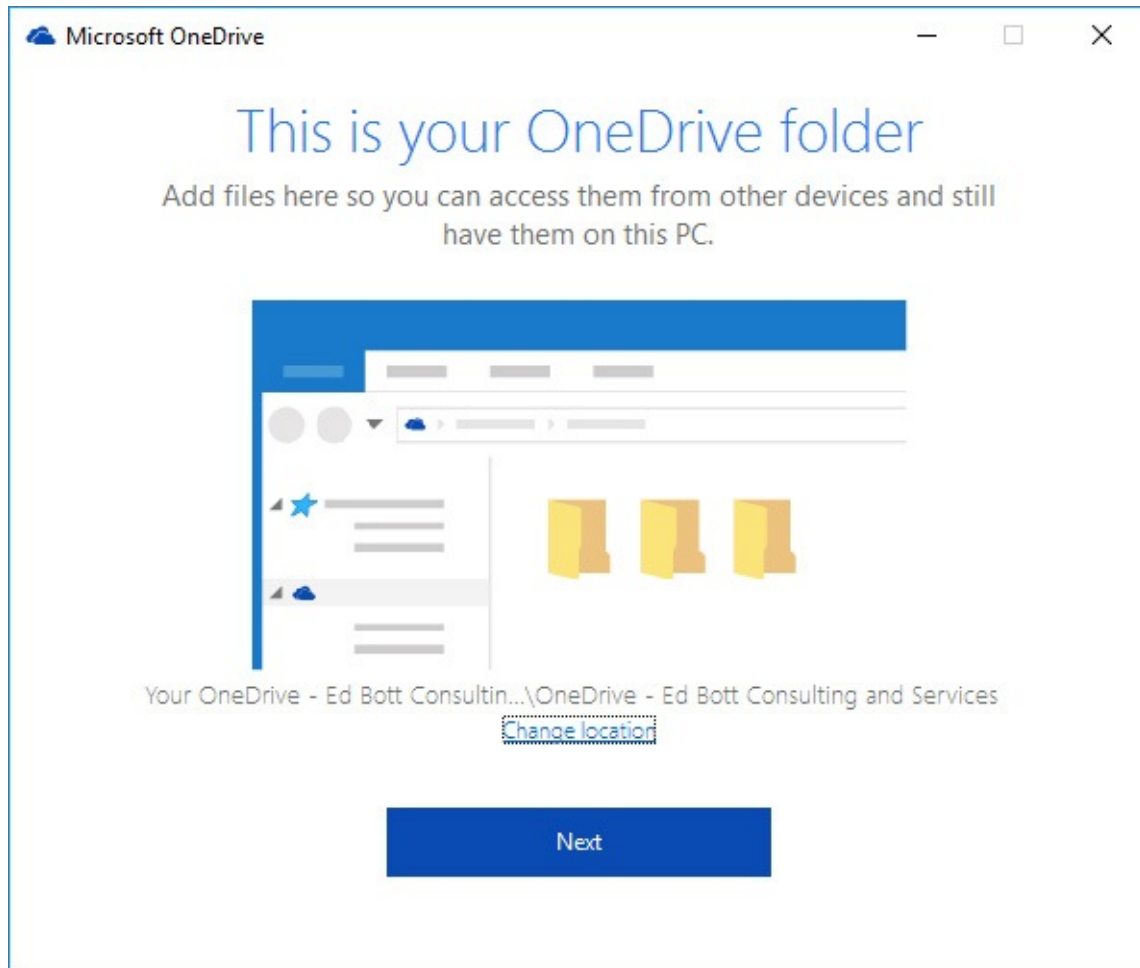 Microsoft OneDrive
This is your OneDrive folder
Add files here so you can access them from other devices and still
have them on this PC.
Your OneDrive - Ed Bott Consultin...\OneDrive - Ed Bott Consulting and Services
Change location
Next